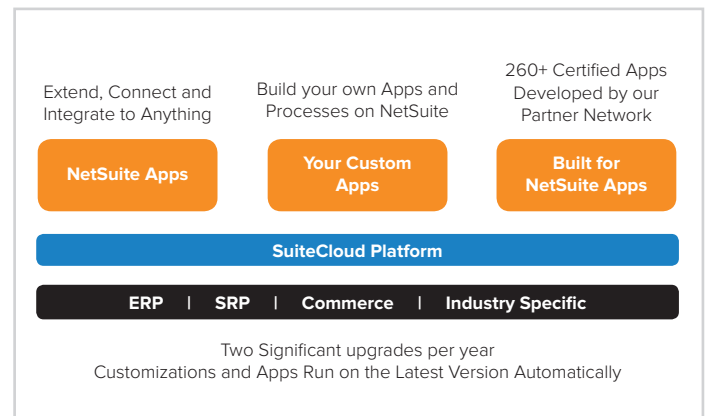 Extend, Connect and
Integrate to Anything
Build your own Apps and
Processes on NetSuite
260+ Certified Apps
Developed by our
Partner Network
NetSuite Apps
Your Custom
Apps
Built for
NetSuite Apps
SuiteCloud Platform
ERP | SRP | Commerce | Industry Specific
Two Significant upgrades per year
Customizations and Apps Run on the Latest Version Automatically